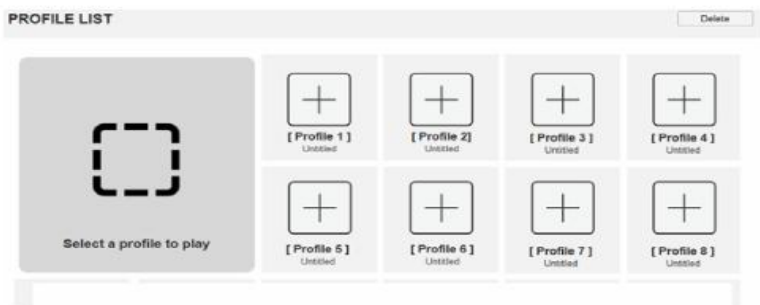 PROFILE LIST
Delete
Select a profile to play
[ Profile 1 ]
Untitled
[ Profile 2]
Untitled
[ Profile 3 ]
Untitled
[ Profile 4 ]
Untitled
[ Profile 5 ]
Untitled
[ Profile 6 ]
Untitled
[ Profile 7 ]
Untitled
[ Profile 8 ]
Untitled